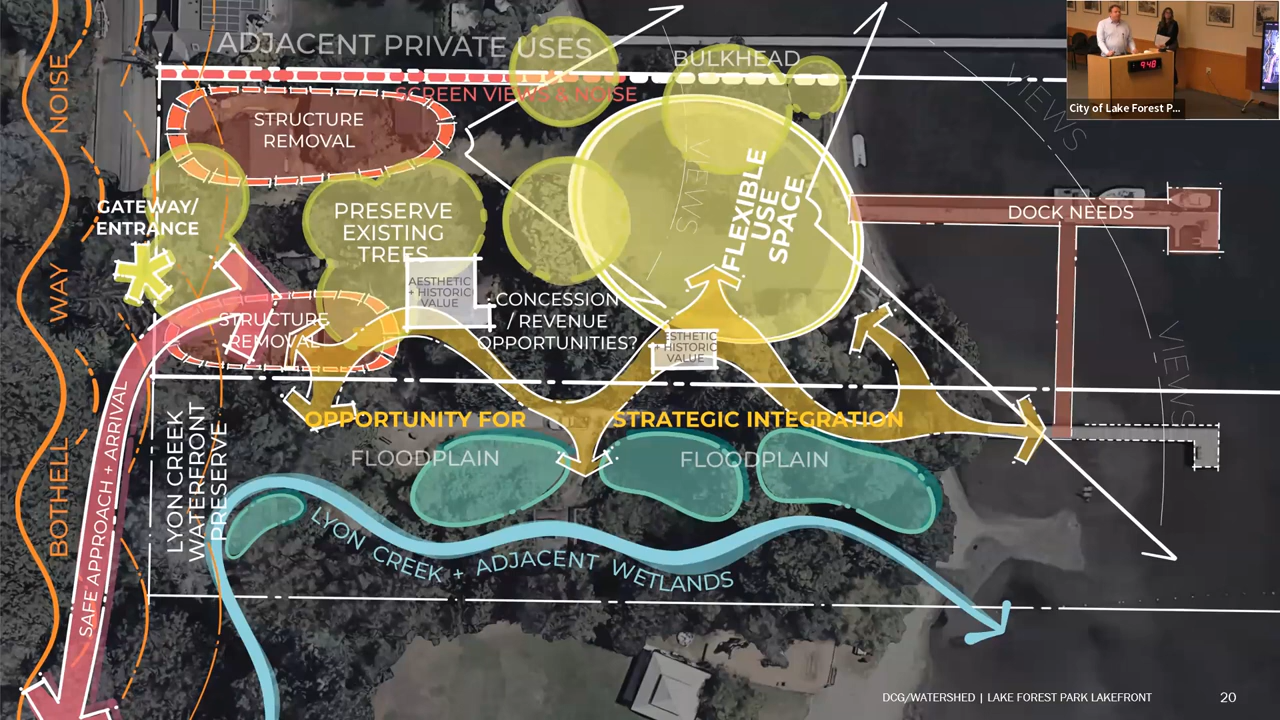 ADJACENT PRIVATE USES
BULKHEAD
SCREEN VIEWS & NOISE
STRUCTURE
REMOVAL
NOISE
WAY
BOTHELL
GATEWAY/
ENTRANCE
PRESERVE
EXISTING
TREES
AESTHETIC
+ HISTORIC
VALUE
CONCESSION
/ REVENUE
OPPORTUNITIES?
STRUCTURE
REMOVAL
VIEWS
FLEXIBLE
USE
SPACE
ESTHETIC
HISTORIC
VALUE
VIEWS
DOCK NEEDS
VIEWS
SAFE APPROACH + ARRIVAL
LYON CREEK
WATERFRONT
PRESERVE
OPPORTUNITY FOR STRATEGIC INTEGRATION
FLOODPLAIN
FLOODPLAIN
LYON CREEK + ADJACENT WETLANDS
9:48
City of Lake Forest P...
DCG/WATERSHED | LAKE FOREST PARK LAKEFRONT
20